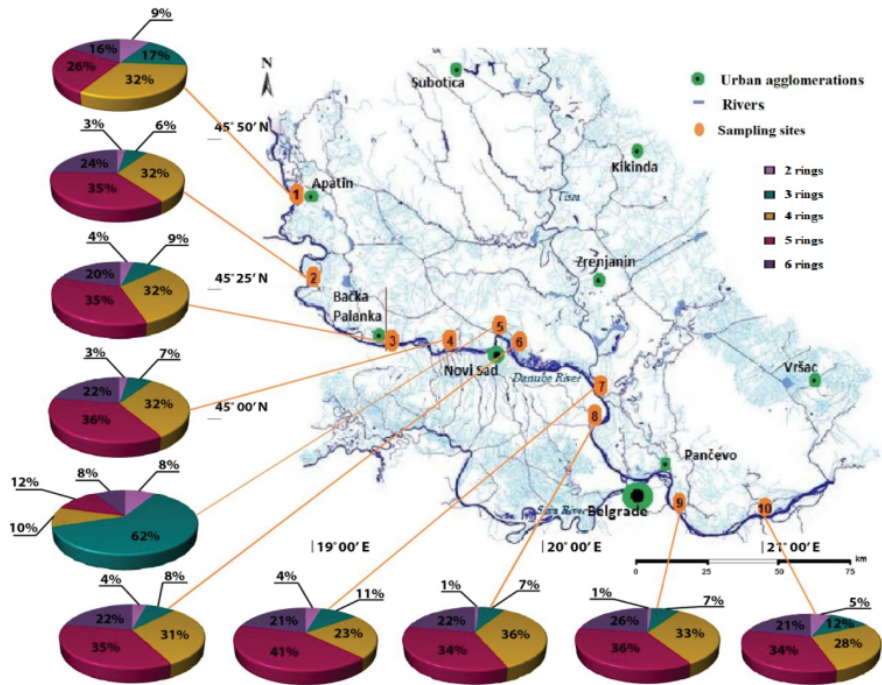 9%
16%
17%
26%
32%
3%
6%
24%
32%
35%
4%
9%
20%
32%
35%
3%
7%
22%
32%
36%
8%
8%
12%
10%
62%
4%
8%
22%
31%
35%
4%
11%
21%
23%
41%
1%
7%
22%
36%
34%
1%
7%
26%
33%
36%
5%
12%
21%
28%
34%
N
45°50′N
45°25′N
45°00′N
19°00′E
20°00′E
21°00′E
Subotica
Apatin
Kikinda
Tisza
Zrenjanin
Bačka
Palanka
Novi Sad
Danube River
Vršac
Pančevo
Sava River
Belgrade
1
2
3
4
5
6
7
8
9
10
Urban agglomerations
Rivers
Sampling sites
2 rings
3 rings
4 rings
5 rings
6 rings
km
0
25
50
75